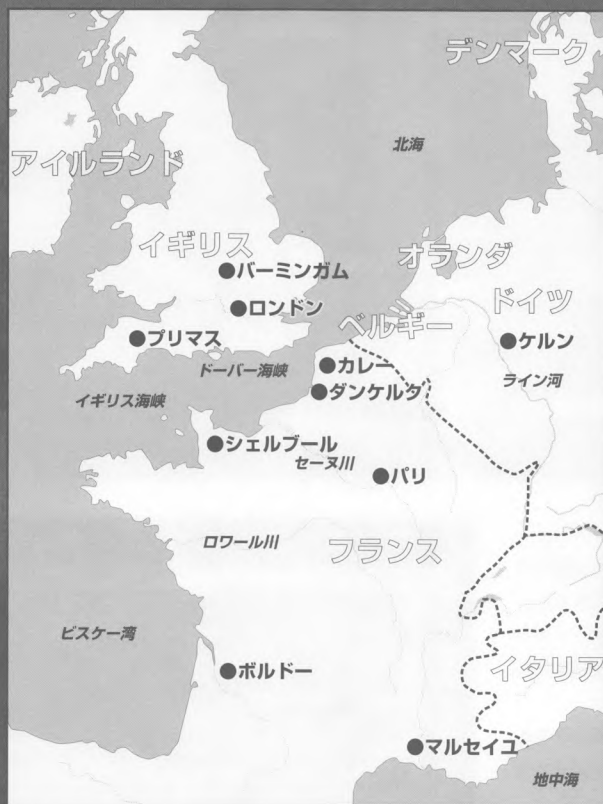 デンマーク
北海
アイルランド
イギリス
オランダ
●バーミンガム
ドイツ
●ロンドン
ベルギー
●プリマス
●ケルン
ドーバー海峡
●カレー
ライン河
イギリス海峡
●ダンケルク
●シェルブール
セーヌ川
●パリ
ロワール川
フランス
ビスケー湾
●ボルドー
イタリア
●マルセイユ
地中海